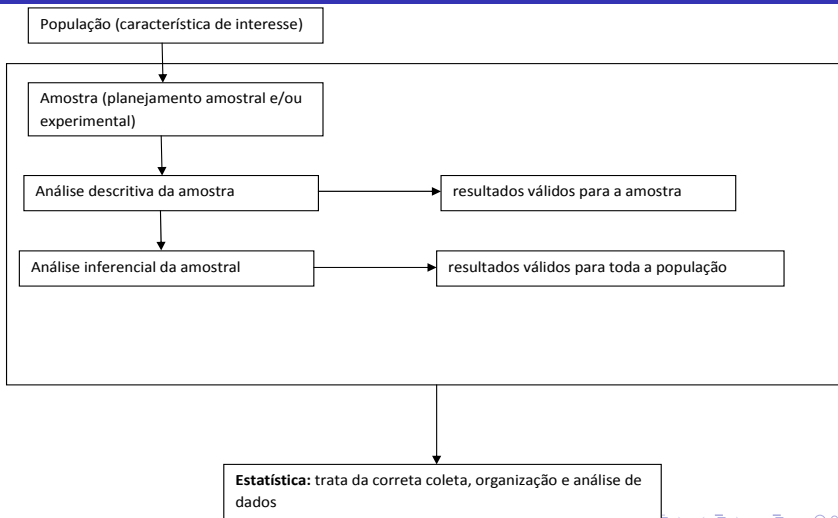 População (característica de interesse)
Amostra (planejamento amostral e/ou
experimental)
Análise descritiva da amostra
resultados válidos para a amostra
Análise inferencial da amostral
resultados válidos para toda a população
Estatística: trata da correta coleta, organização e análise de
dados